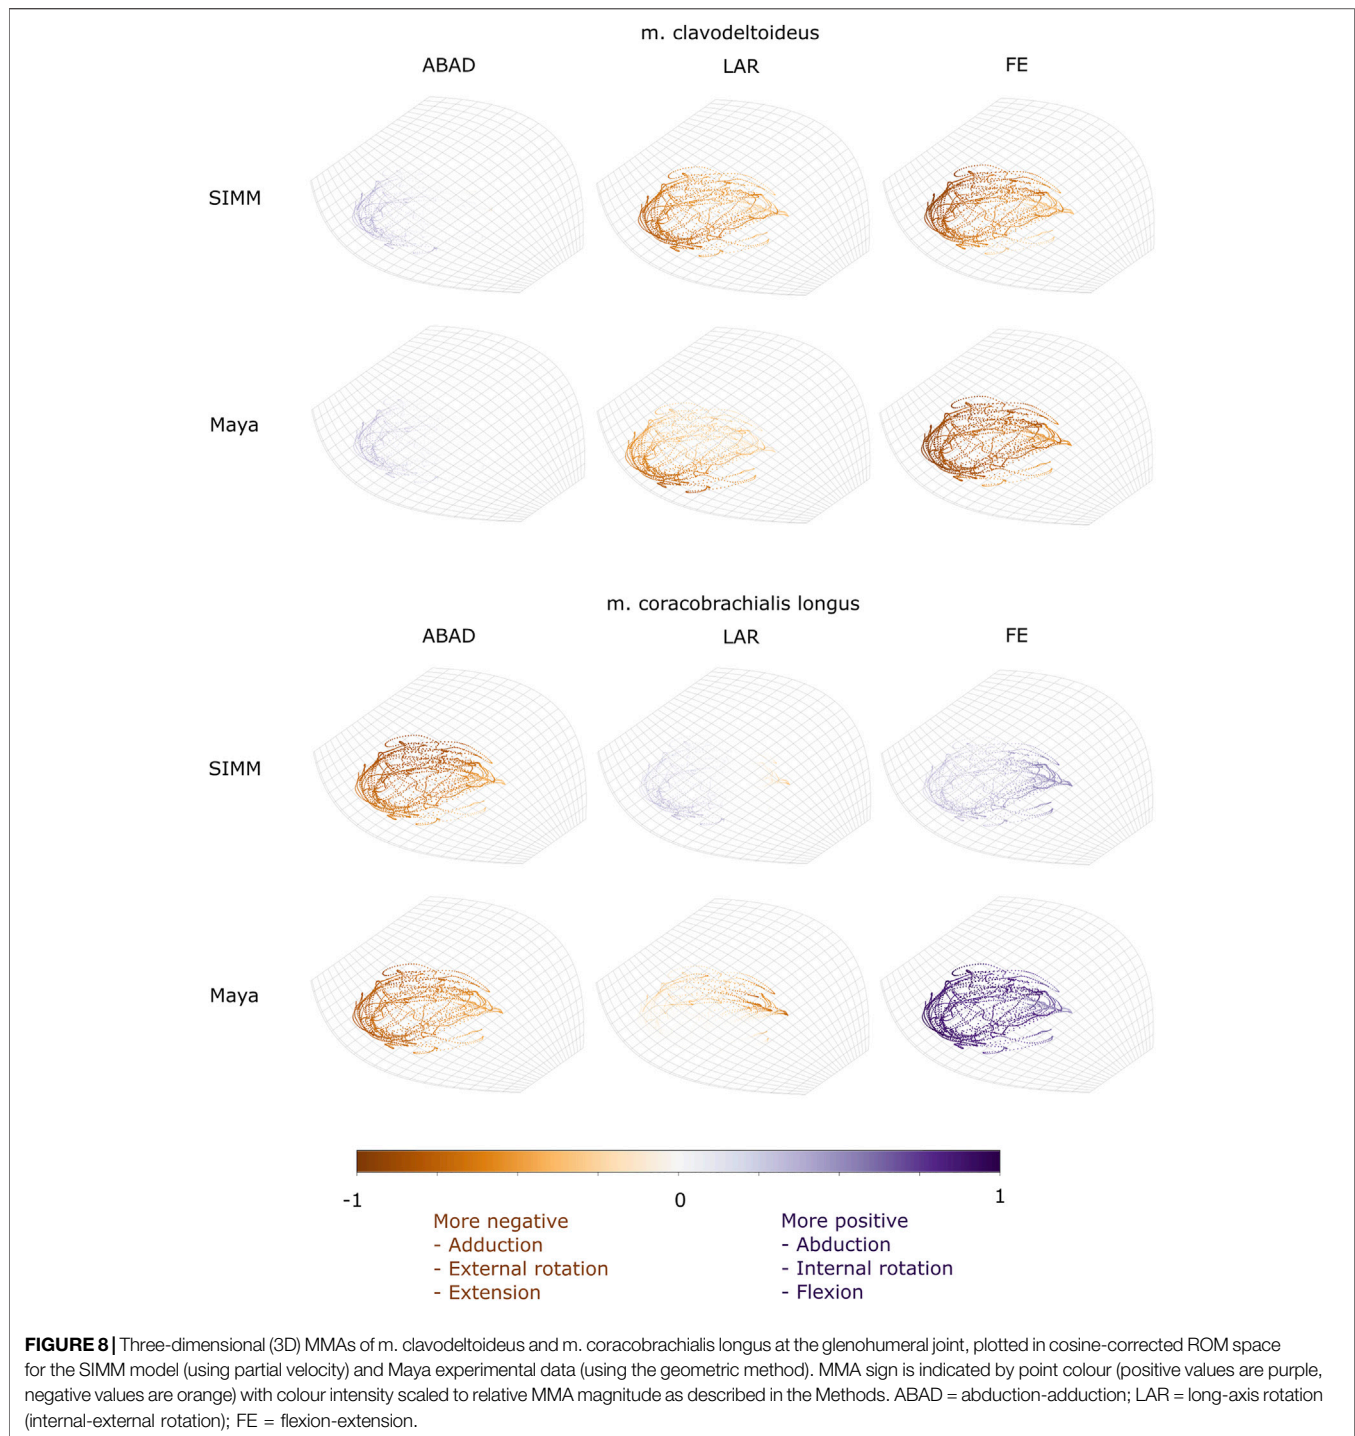 m. clavodeltoideus
ABAD LAR FE
SIMM
Maya
m. coracobrachialis longus
ABAD LAR FE
SIMM
Maya
-1 0 1
More negative
- Adduction
- External rotation
- Extension
More positive
- Abduction
- Internal rotation
- Flexion
FIGURE 8 | Three-dimensional (3D) MMAs of m. clavodeltoideus and m. coracobrachialis longus at the glenohumeral joint, plotted in cosine-corrected ROM space
for the SIMM model (using partial velocity) and Maya experimental data (using the geometric method). MMA sign is indicated by point colour (positive values are purple,
negative values are orange) with colour intensity scaled to relative MMA magnitude as described in the Methods. ABAD = abduction-adduction; LAR = long-axis rotation
(internal-external rotation); FE = flexion-extension.